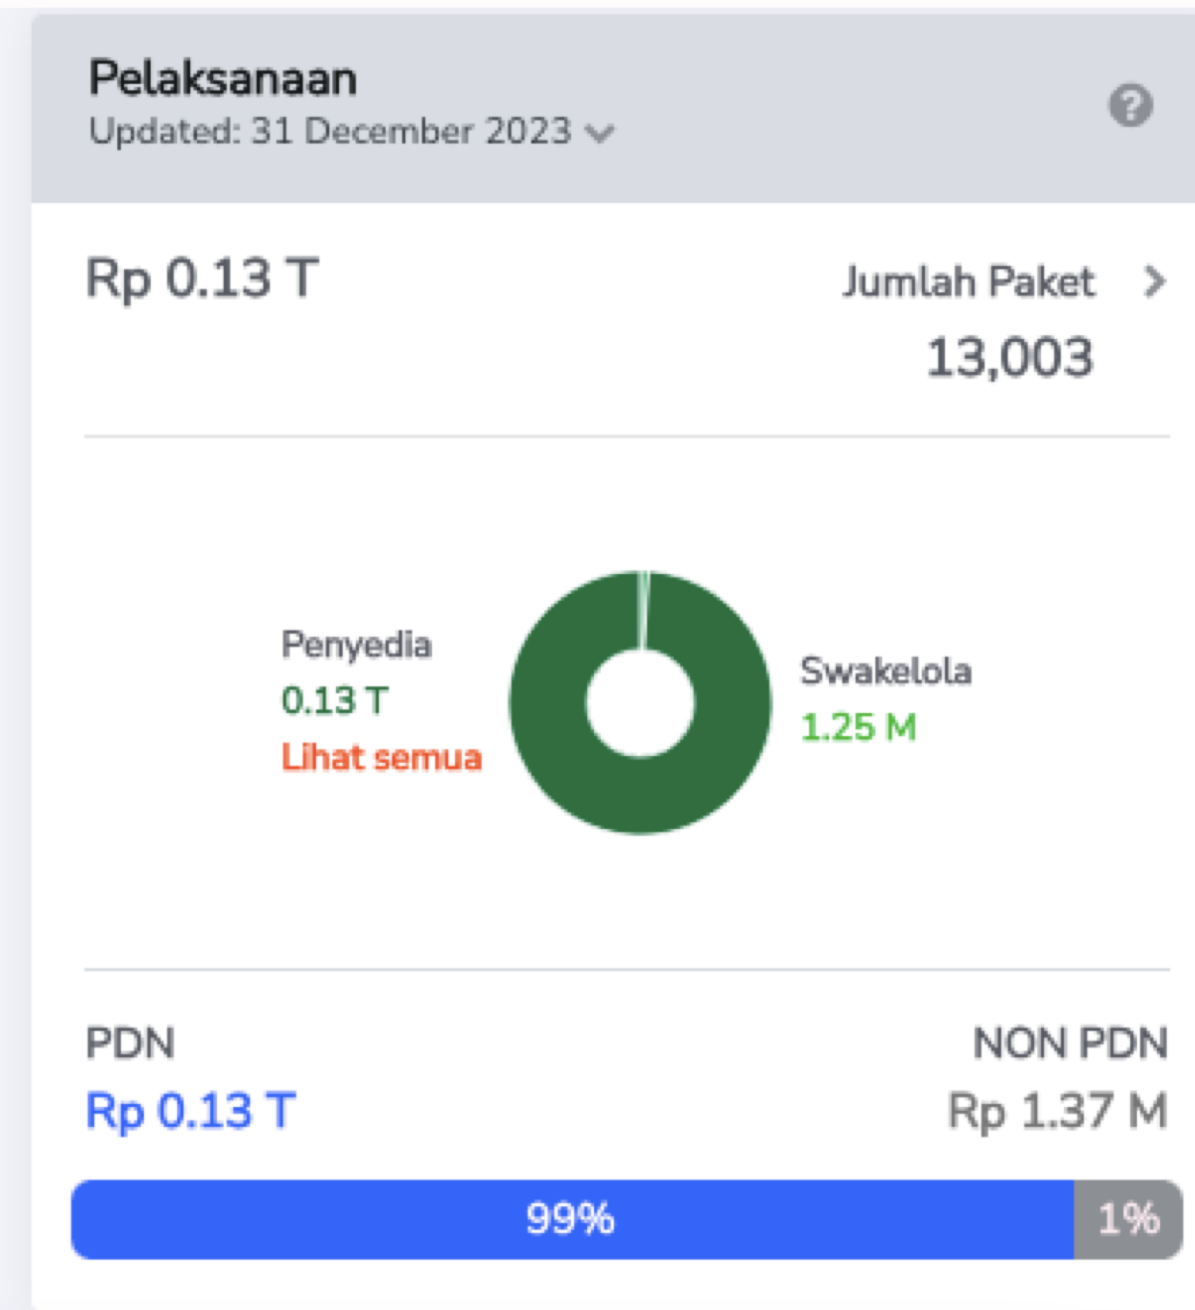 Pelaksanaan
Updated: 31 December 2023
Rp 0.13 T
Jumlah Paket
13,003
Penyedia
0.13 T
Lihat semua
Swakelola
1.25 M
PDN
Rp 0.13 T
NON PDN
Rp 1.37 M
99%
1%